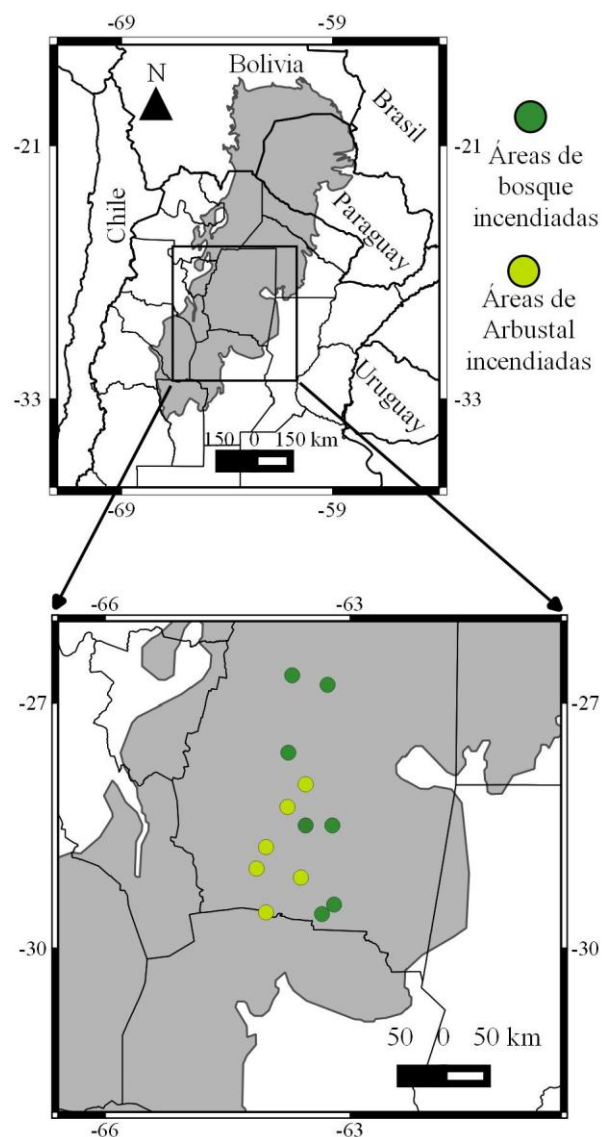 -69
-59
Bolivia
N
Brasil
-21
-21
Chile
Paraguay
Áreas de
bosque
incendiadas
Áreas de
Arbustal
incendiadas
Uruguay
-33
-33
150 0 150 km
-69
-59
-66
-63
-27
-27
-30
-30
50 0 50 km
-66
-63